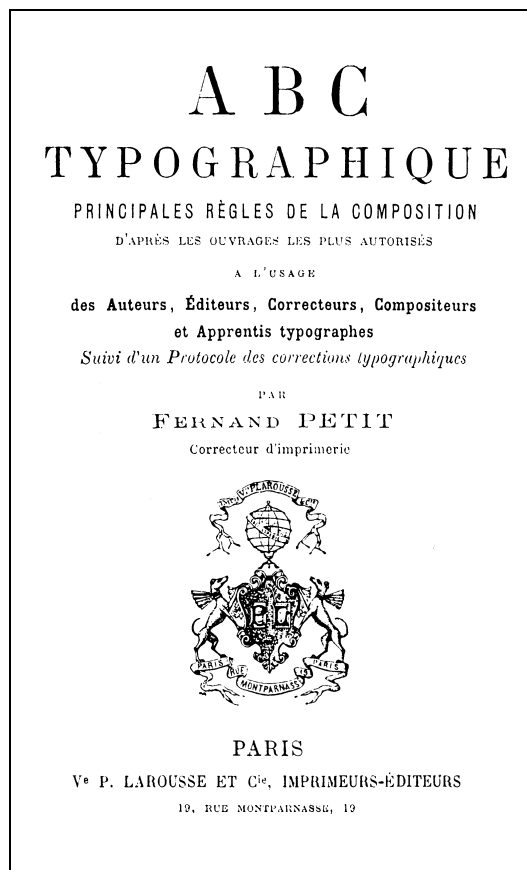 A B C
TYPOGRAPHIQUE
PRINCIPALES RÈGLES DE LA COMPOSITION
D'APRÈS LES OUVRAGES LES PLUS AUTORISÉS
A L'USAGE
des Auteurs, Éditeurs, Correcteurs, Compositeurs
et Apprentis typographes
Suivi d'un Protocole des corrections typographiques
PAR
FERNAND PETIT
Correcteur d'imprimerie
V. P. LAROUSSE & Cie
PARIS RUE MONTPARNASSE 19 PARIS
PARIS
Ve P. LAROUSSE ET Cie, IMPRIMEURS-ÉDITEURS
19, RUE MONTPARNASSE, 19